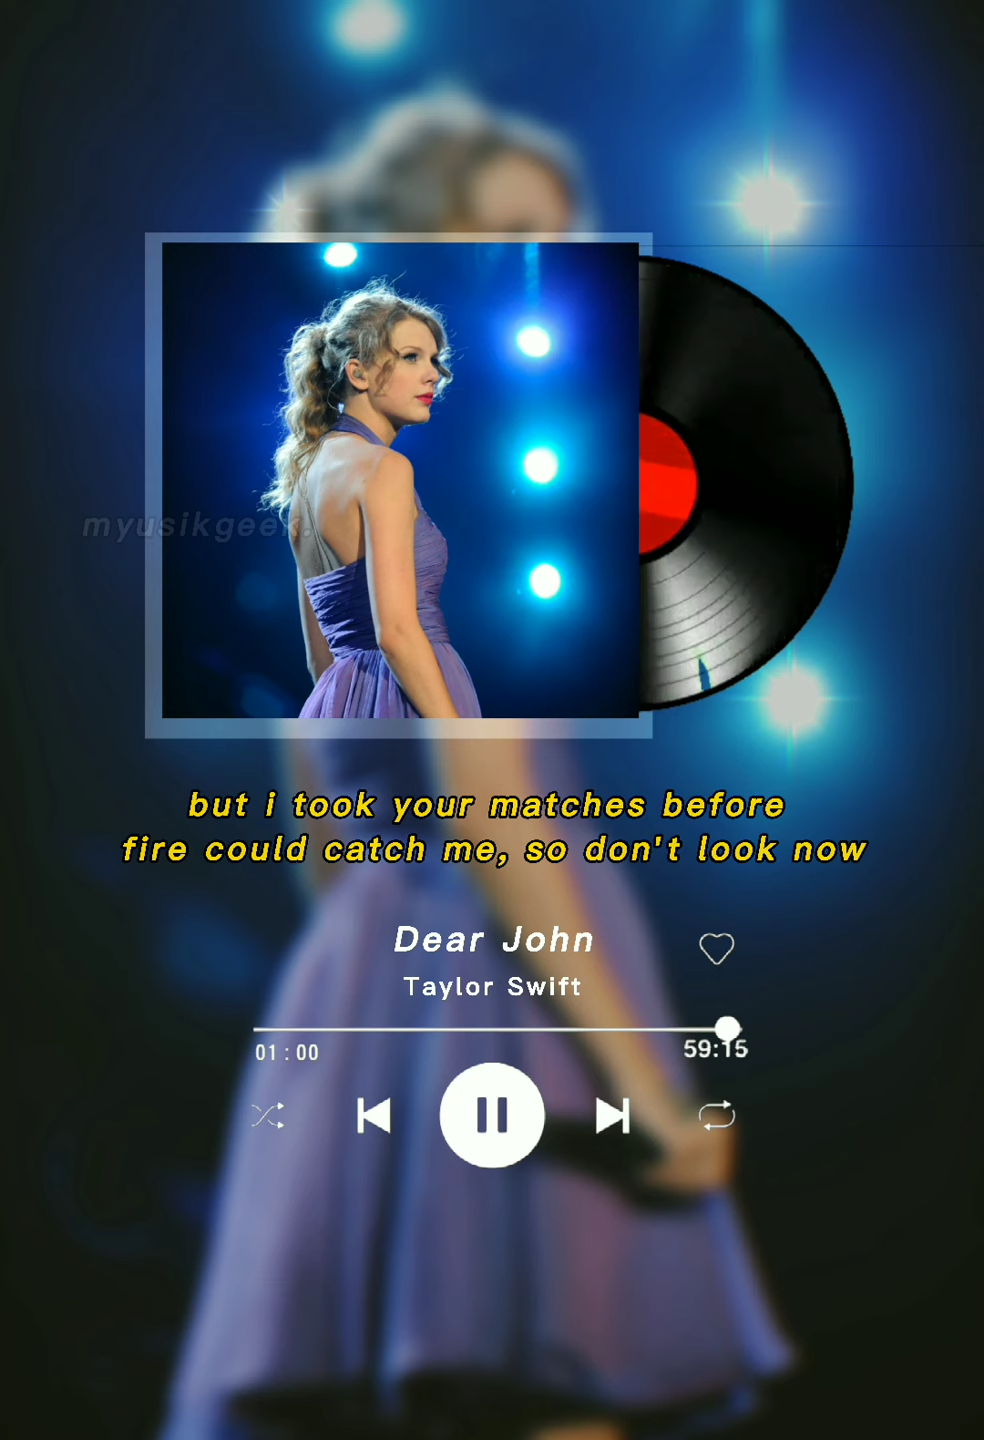 myusikgeek.
but i took your matches before
fire could catch me, so don't look now
Dear John
Taylor Swift
01 : 00
59:15